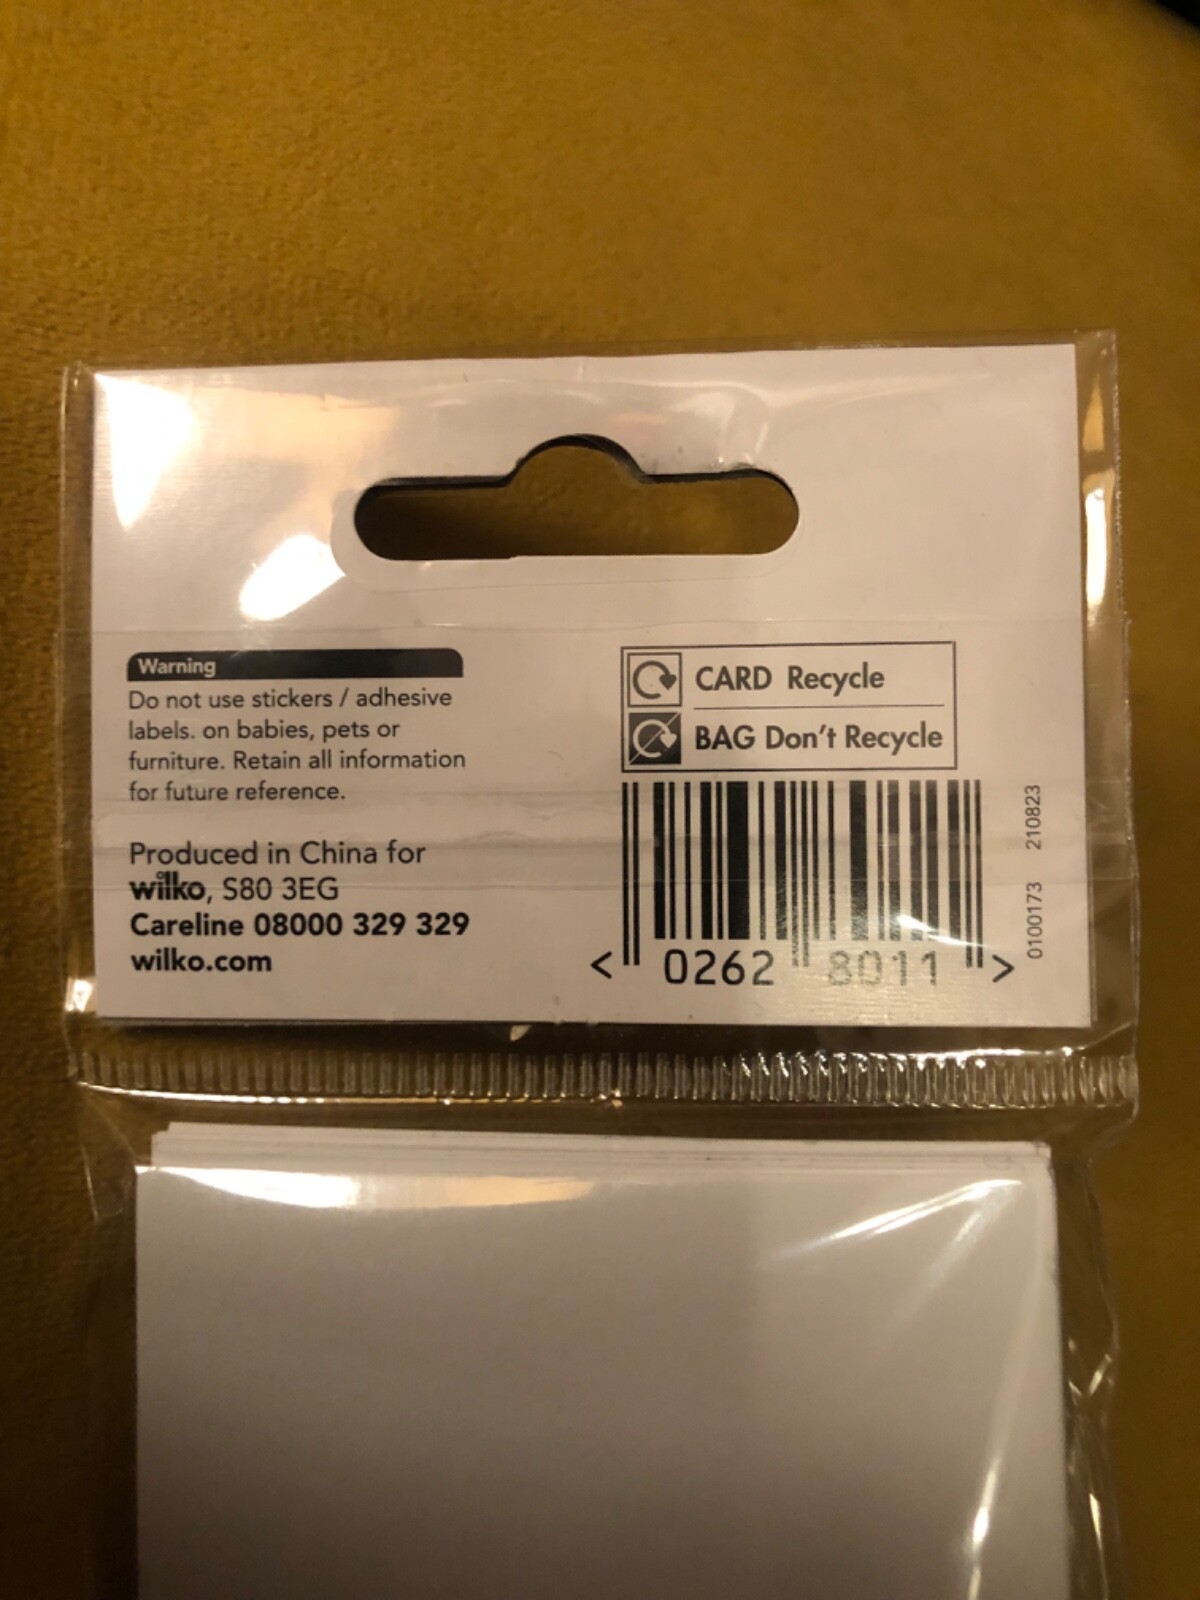 Warning
Do not use stickers / adhesive
labels. on babies, pets or
furniture. Retain all information
for future reference.
Produced in China for
wilko, S80 3EG
Careline 08000 329 329
wilko.com
CARD Recycle
BAG Don't Recycle
< 0262 8011 >
0100173 210823